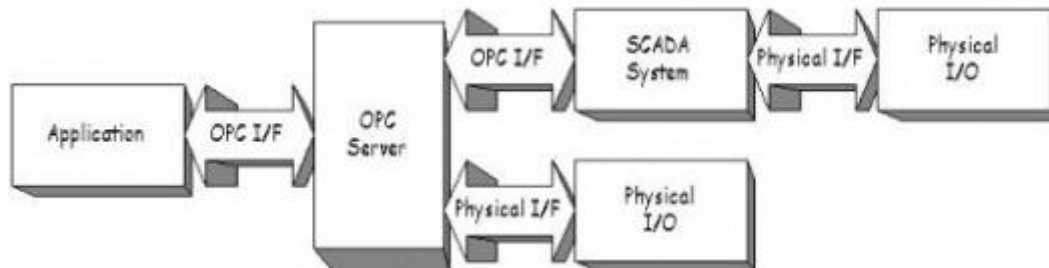 Application
OPC I/F
OPC
Server
OPC I/F
SCADA
System
Physical I/F
Physical
I/O
Physical I/F
Physical
I/O